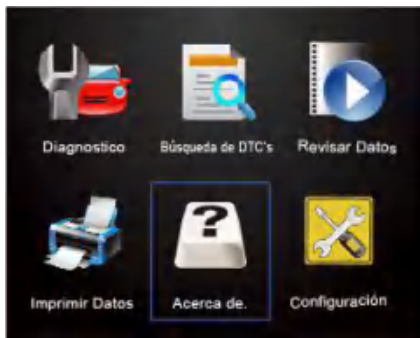 Diagnostico
Búsqueda de DTC's
Revisar Datos
?
Imprimir Datos
Acerca de.
Configuración